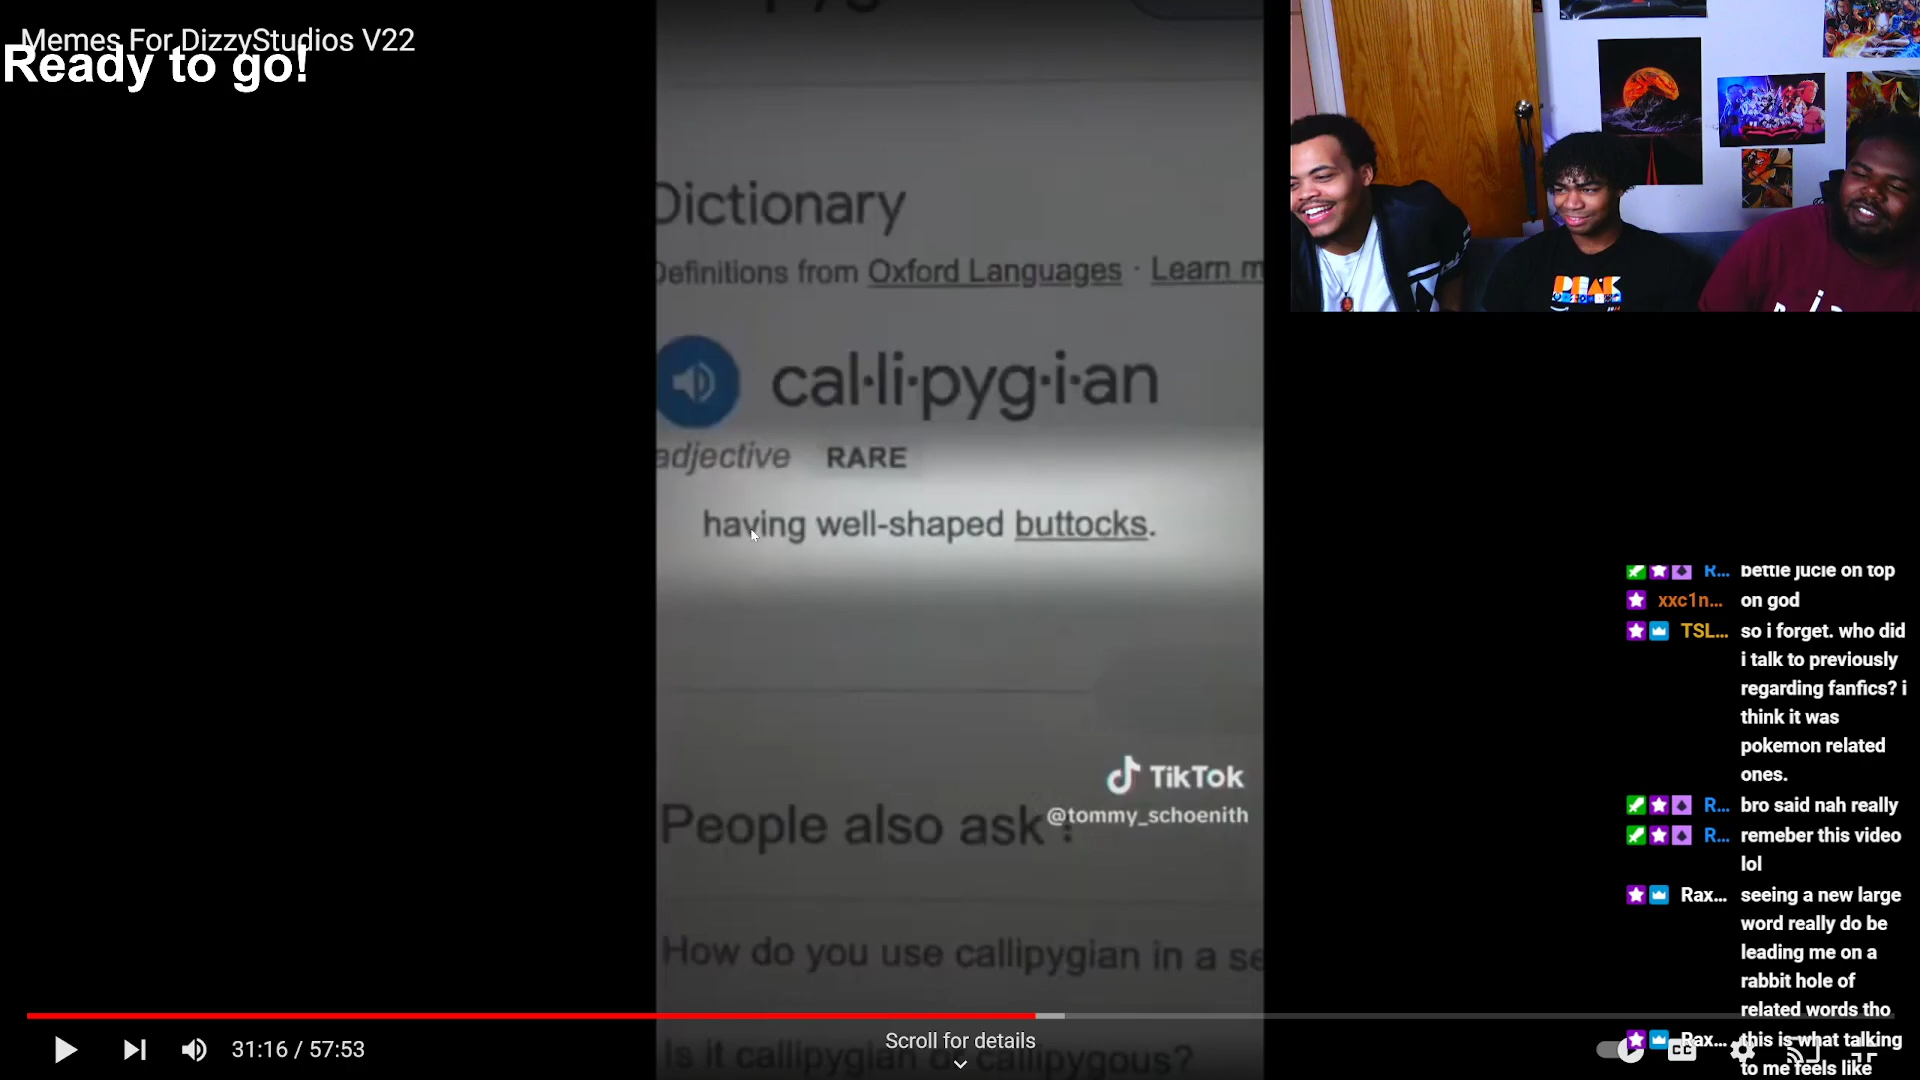 Memes For DizzyStudios V22
Ready to go!
Dictionary
Definitions from Oxford Languages · Learn m
cal·li·pyg·i·an
adjective RARE
having well-shaped buttocks.
TikTok
@tommy_schoenith
People also ask
How do you use callipygian in a se
Is it callipygian or callipygous?
31:16 / 57:53
Scroll for details
PEAK
R... bettle jucie on top
xxc1n... on god
TSL... so i forget. who did
i talk to previously
regarding fanfics? i
think it was
pokemon related
ones.
R... bro said nah really
R... remeber this video
lol
Rax... seeing a new large
word really do be
leading me on a
rabbit hole of
related words tho
Rax... this is what talking
to me feels like
CC